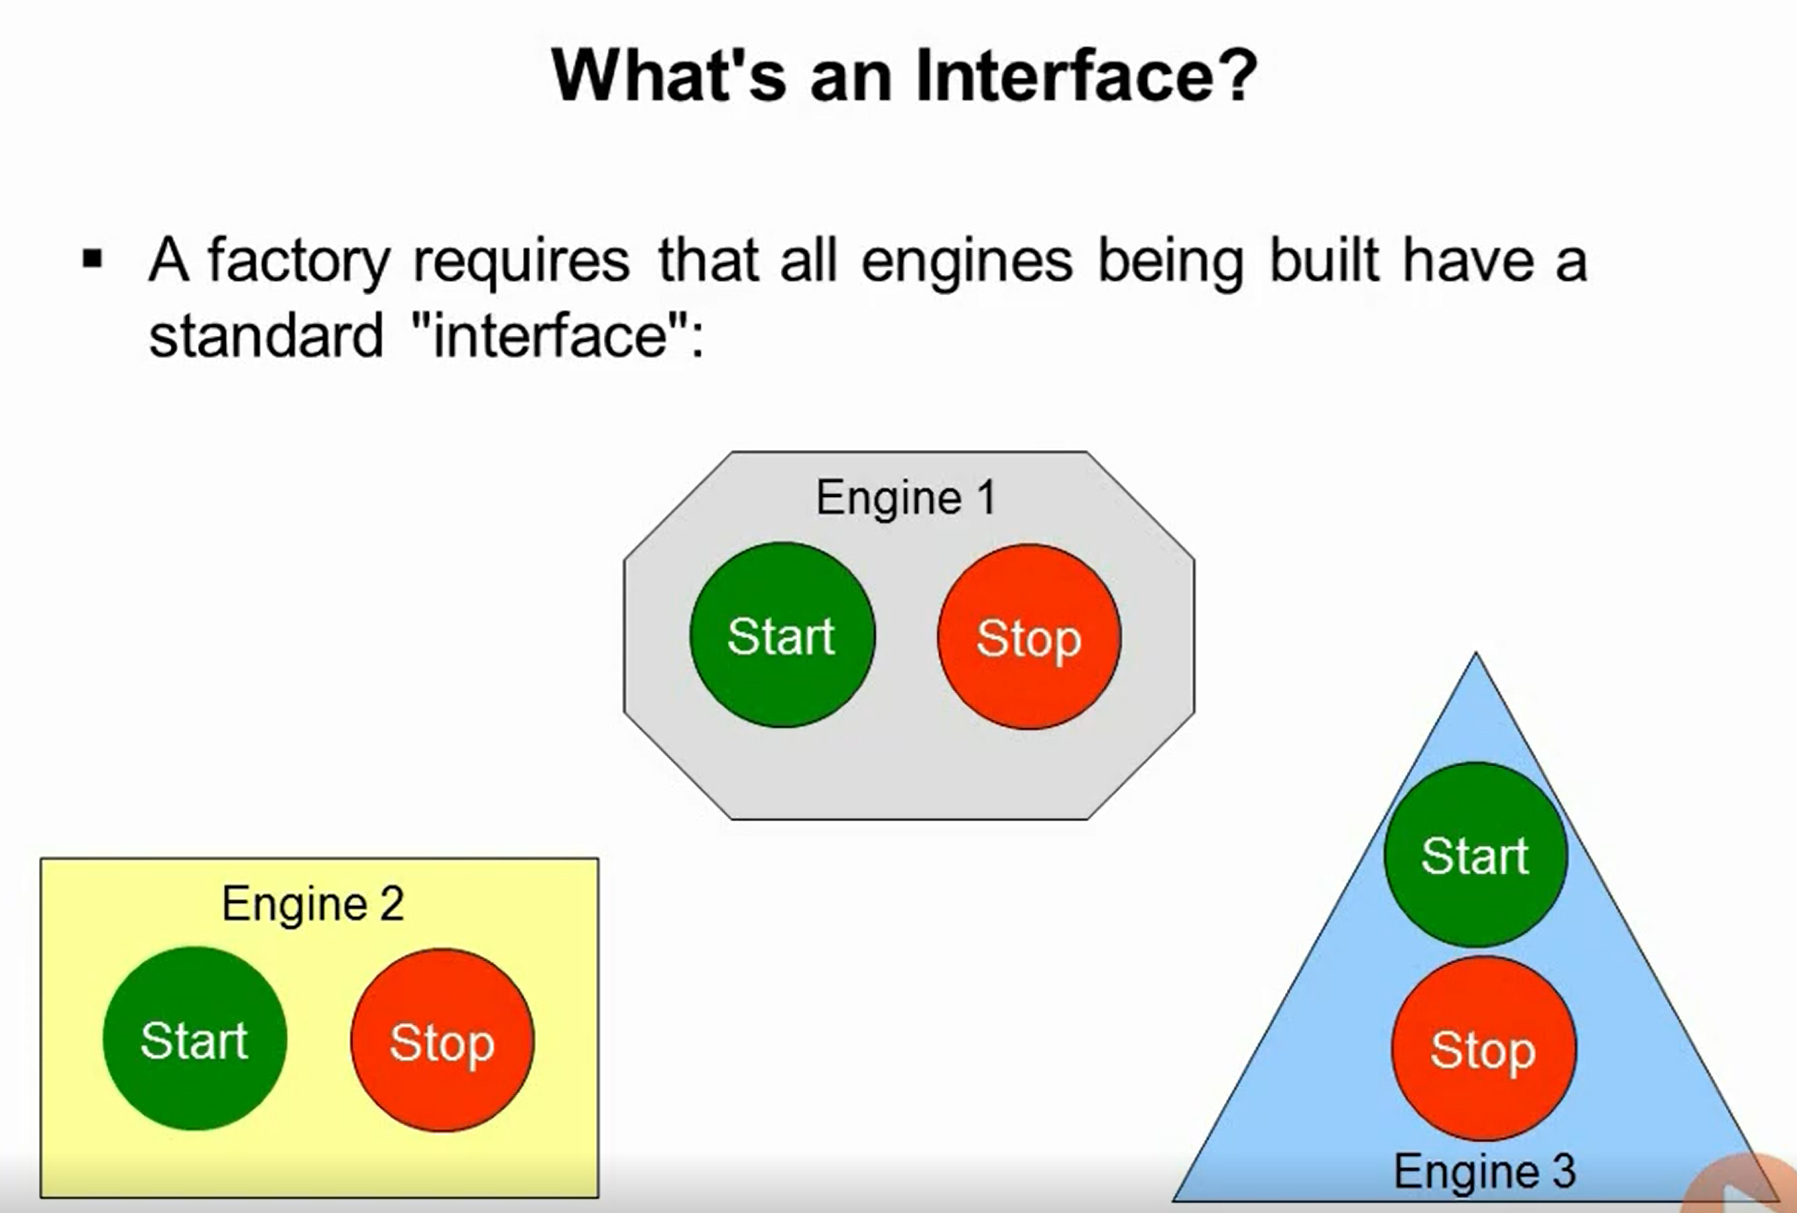 What's an Interface?
A factory requires that all engines being built have a
standard "interface":
Engine 1
Start Stop
Engine 2
Start Stop
Start
Stop
Engine 3